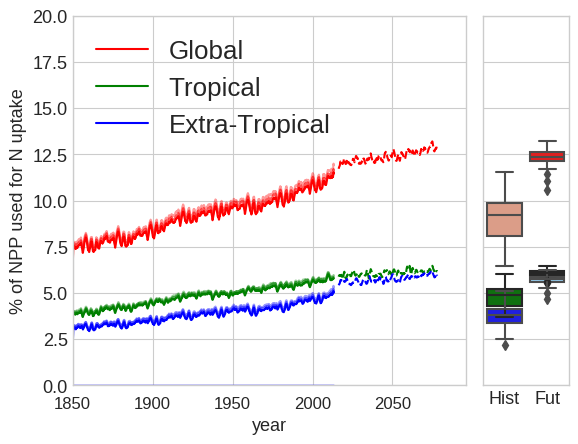 % of NPP used for N uptake
20.0
17.5
15.0
12.5
10.0
7.5
5.0
2.5
0.0
Global
Tropical
Extra-Tropical
1850 1900 1950 2000 2050
year
Hist Fut